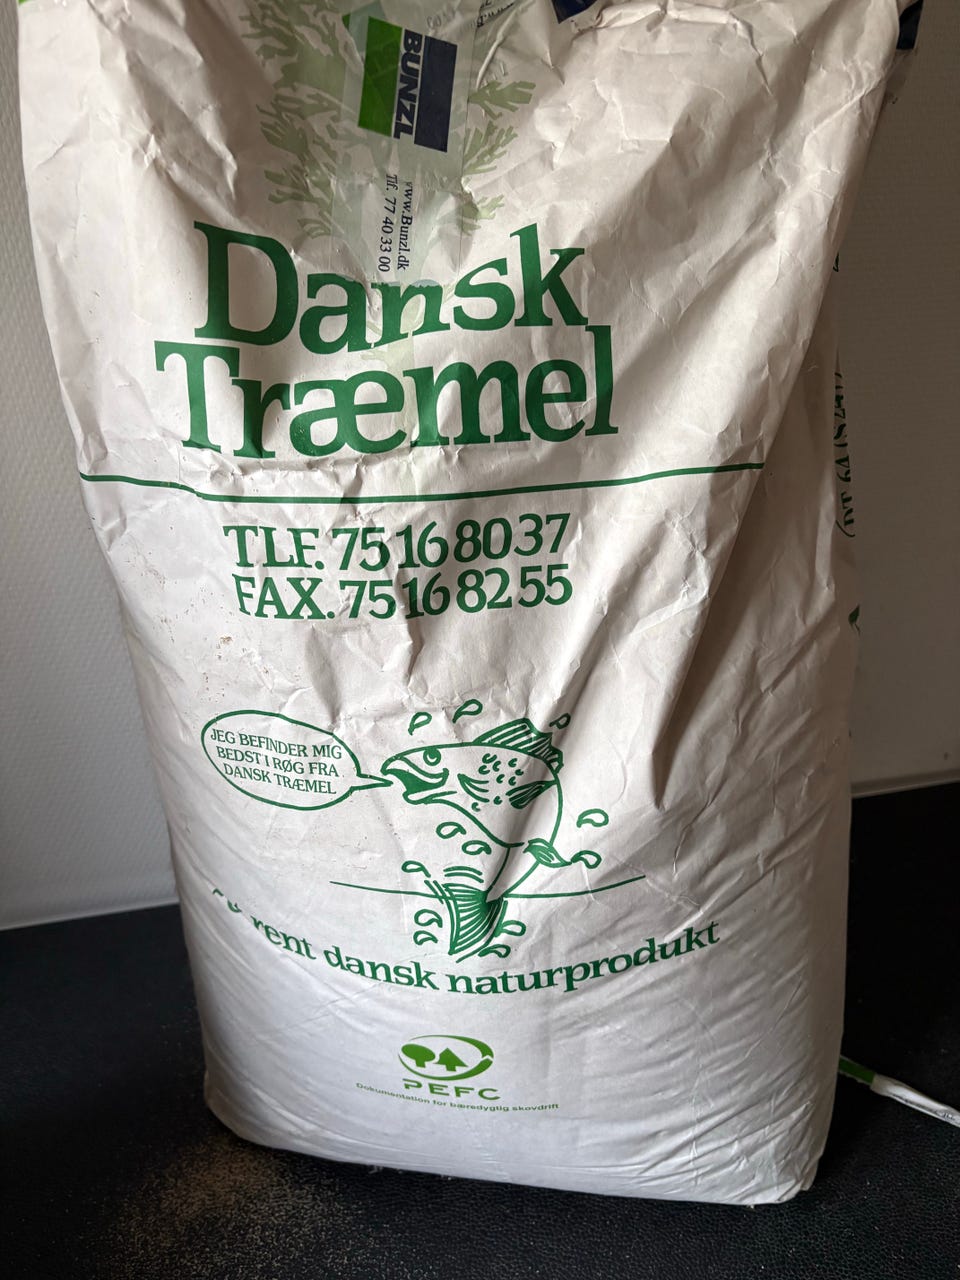 BUNZL
www.Bunzl.dk
Tlf. 77 40 33 00
Dansk
Træmel
TLF. 75 16 80 37
FAX. 75 16 82 55
JEG BEFINDER MIG
BEDST I RØG FRA
DANSK TRÆMEL
rent dansk naturprodukt
PEFC
Dokumentation for bæredygtig skovdrift